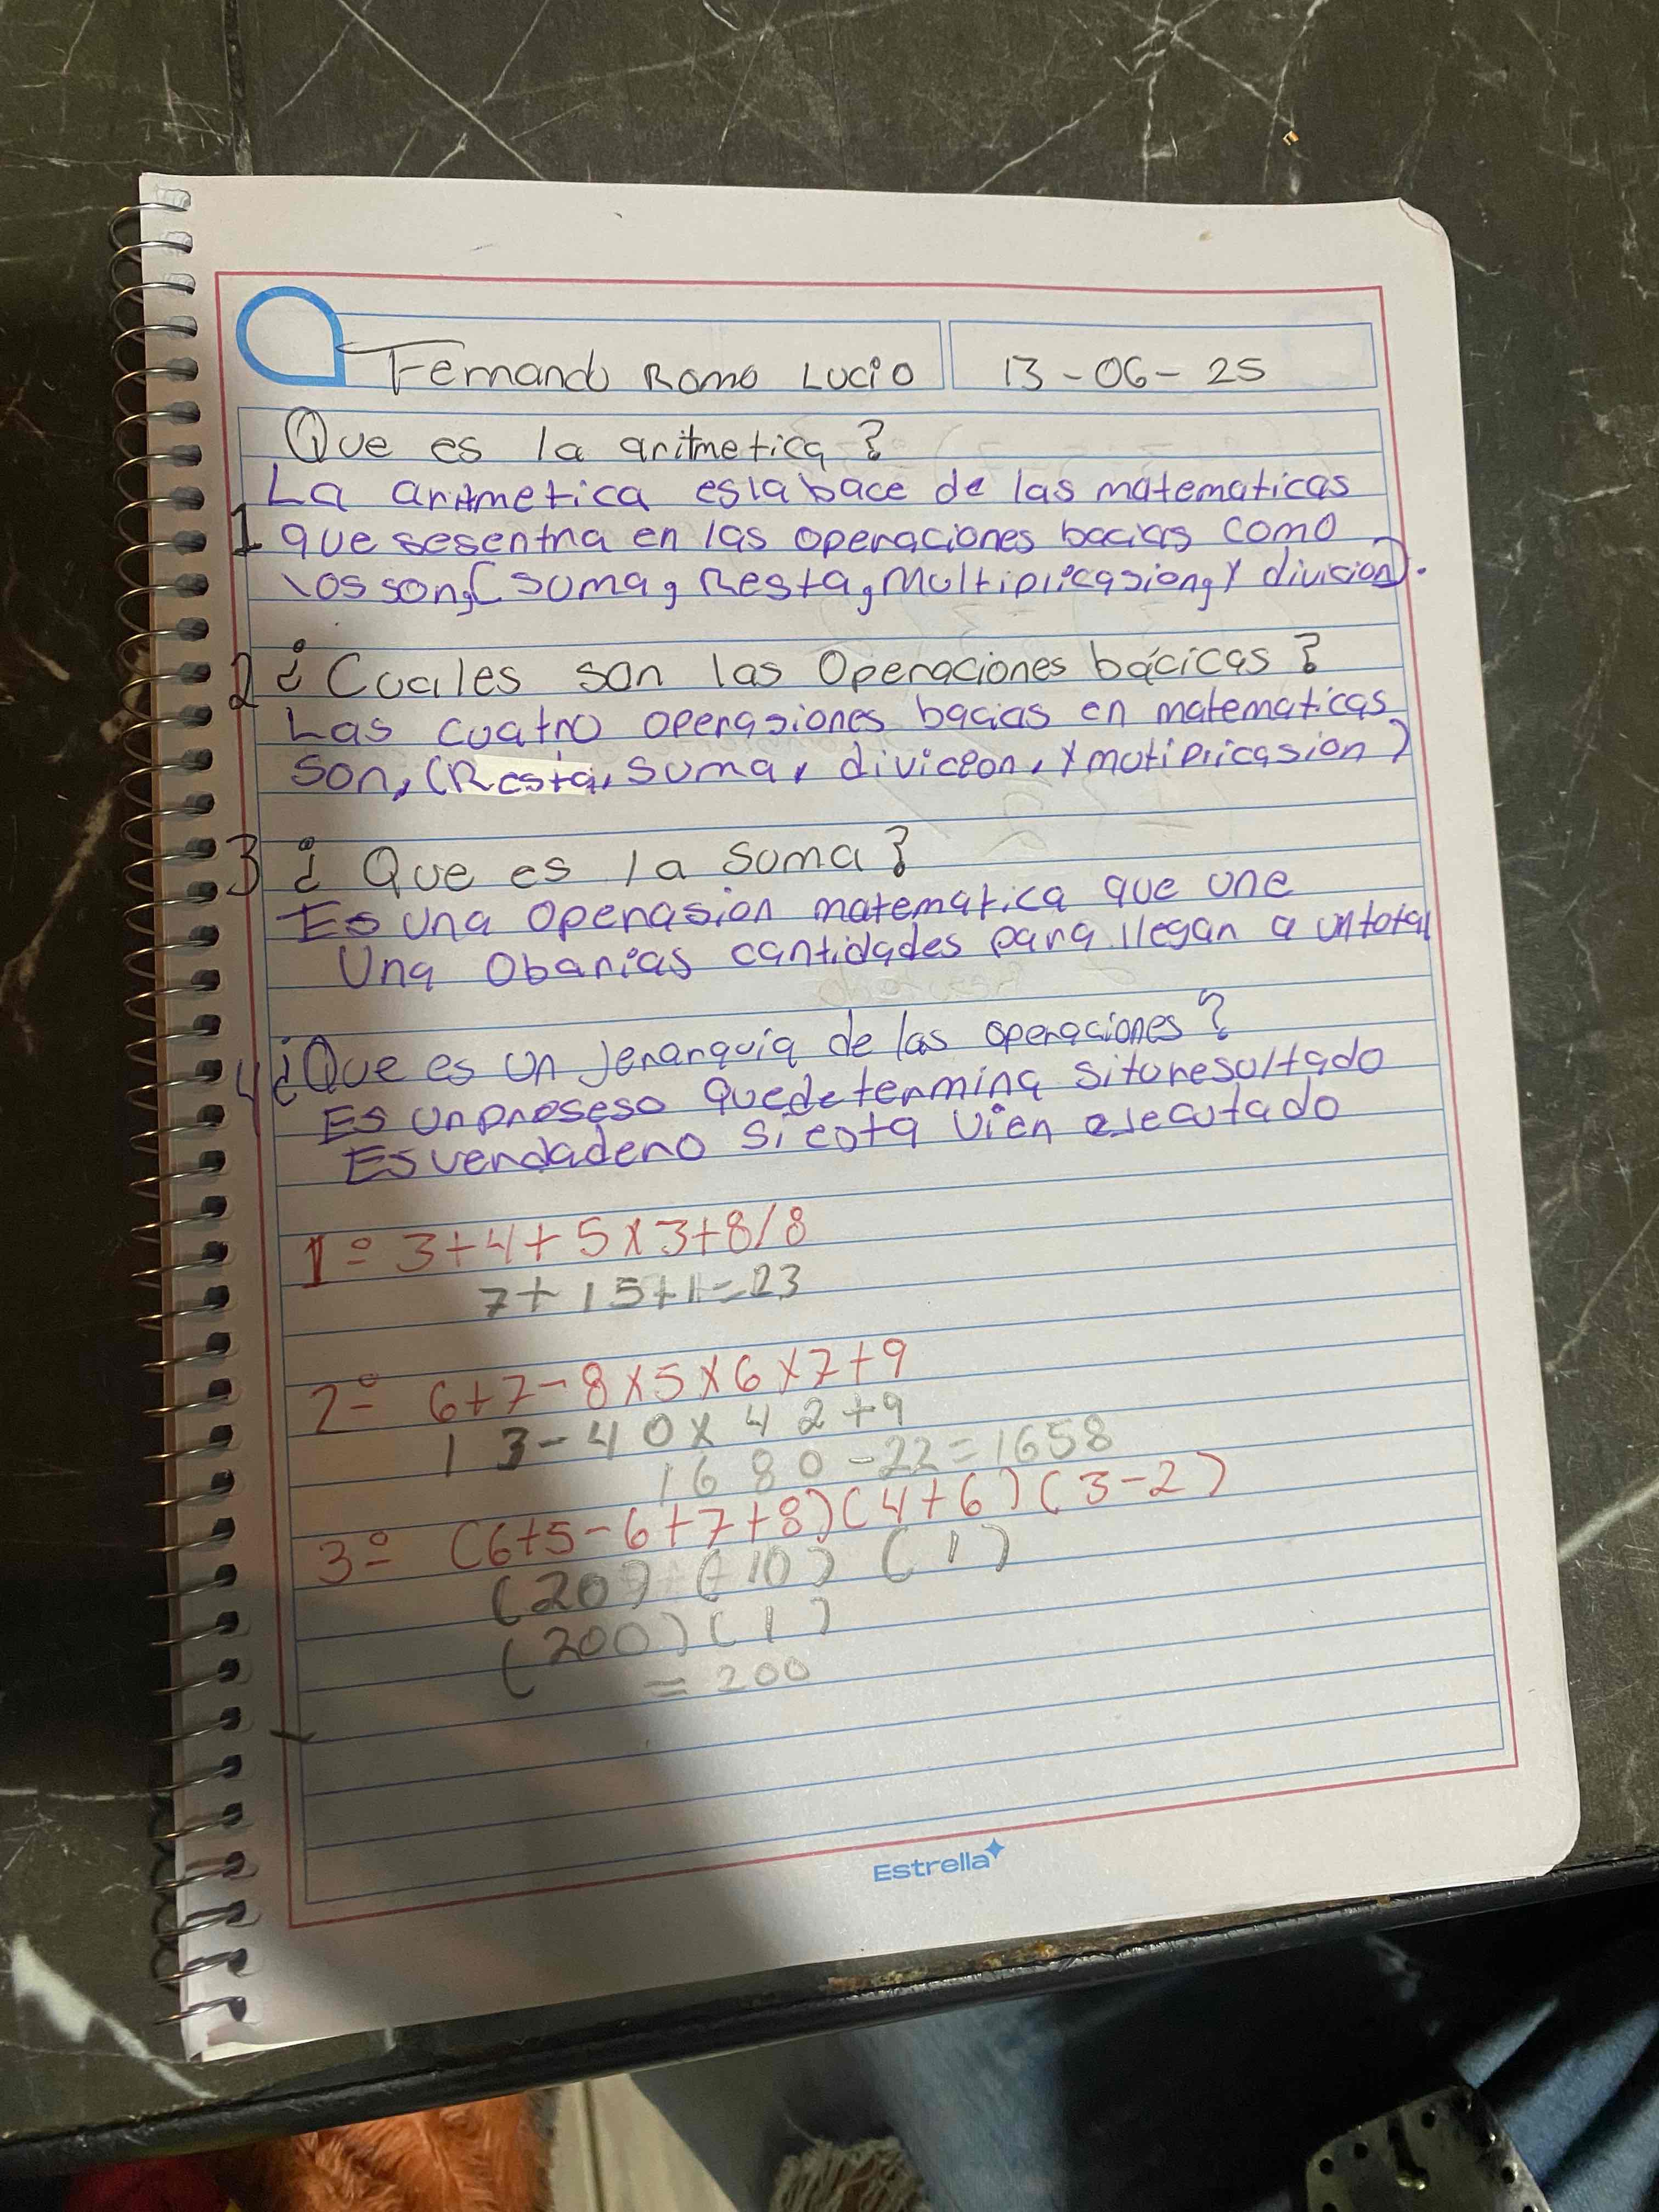 Fernando Romo Lucio 13-06-25
Que es la aritmetica?
La aritmetica es la bace de las matematicas
1 que se sentra en las operaciones bacias como
los son, (suma, Resta, multiplicasion, y division).
2 ¿Cuales son las Operaciones bácicas?
Las cuatro operasiones bacias en matematicas
son, (Resta, suma, diviceon, y motiplicasion)
3 ¿Que es la suma?
Es una operasion matematica que une
Una Obarias cantidades para llegar a un total
4 ¿Que es un jerarquia de las operaciones?
Es un proseso que determina si tu resultado
Es verdadero si esta vien ejecutado
1= 3+4+5x3+8/8
7+15+1=23
2= 6+7-8x5x6x7+9
13-40x42+9
1680-22=1658
3= (6+5-6+7+8)(4+6)(3-2)
(20) (10) (1)
(200)(1)
=200
Estrella